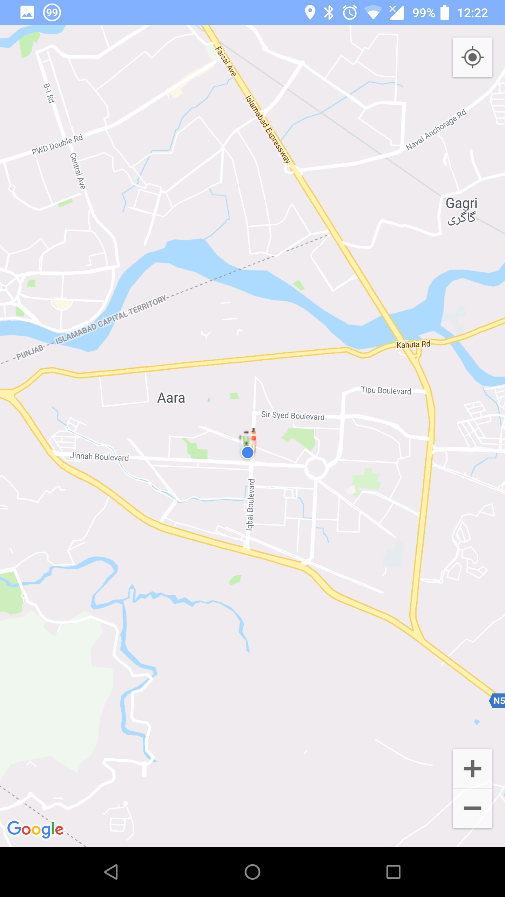 99
99%
12:22
Faisal Ave
B-1 Rd
Islamabad Expressway
Naval Anchorage Rd
PWD Double Rd
Central Ave
Gagri
گاگری
PUNJAB
ISLAMABAD CAPITAL TERRITORY
Kahuta Rd
Aara
Tipu Boulevard
Sir Syed Boulevard
Jinnah Boulevard
Iqbal Boulevard
N5
+
−
Google